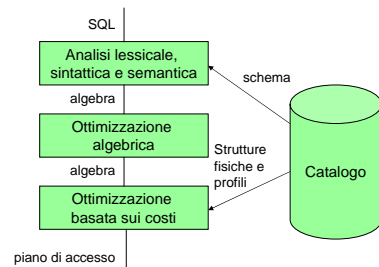 SQL
Analisi lessicale,
sintattica e semantica
schema
algebra
Ottimizzazione
algebrica
Strutture
fisiche e
profili
Catalogo
algebra
Ottimizzazione
basata sui costi
piano di accesso